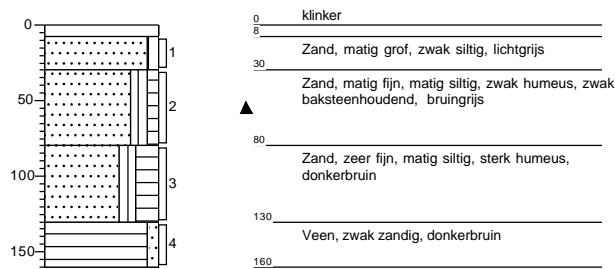 0
50
100
150
1
2
3
4
0
klinker
8
Zand, matig grof, zwak siltig, lichtgrijs
30
Zand, matig fijn, matig siltig, zwak humeus, zwak
baksteenhoudend, bruingrijs
80
Zand, zeer fijn, matig siltig, sterk humeus,
donkerbruin
130
Veen, zwak zandig, donkerbruin
160